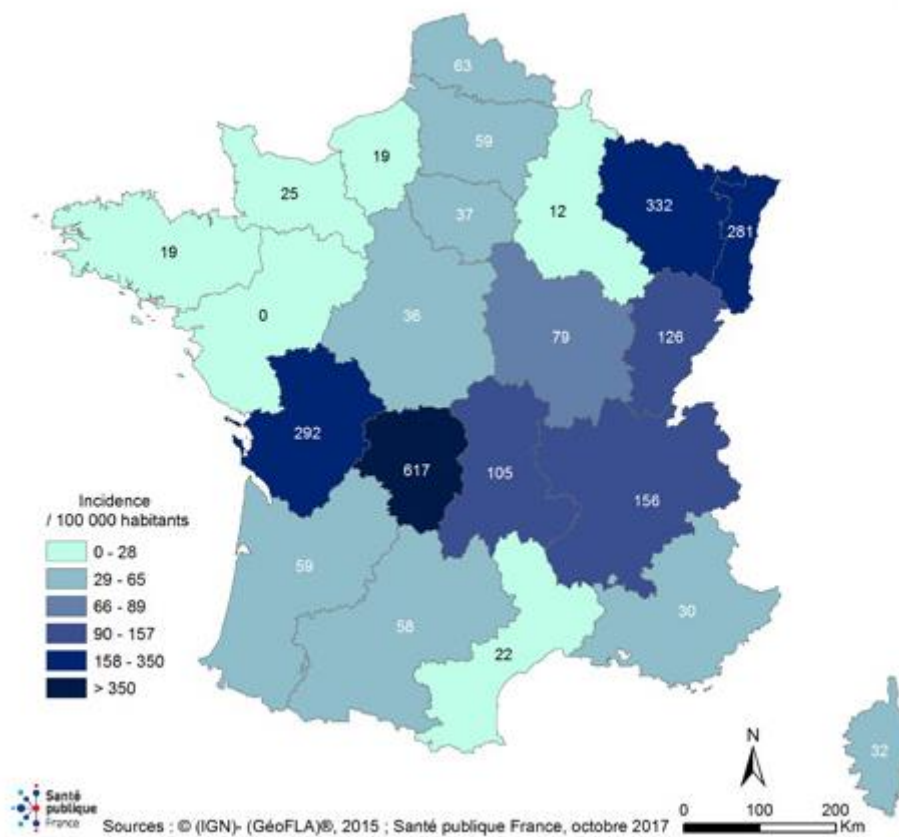 63
59
19
25
37
12
332
281
19
0
36
79
126
292
617
105
156
Incidence
/ 100 000 habitants
0 - 28
29 - 65
66 - 89
90 - 157
158 - 350
> 350
59
58
22
30
32
N
Santé
publique
France
Sources : © (IGN)- (GéoFLA)®, 2015 ; Santé publique France, octobre 2017
0 100 200
Km